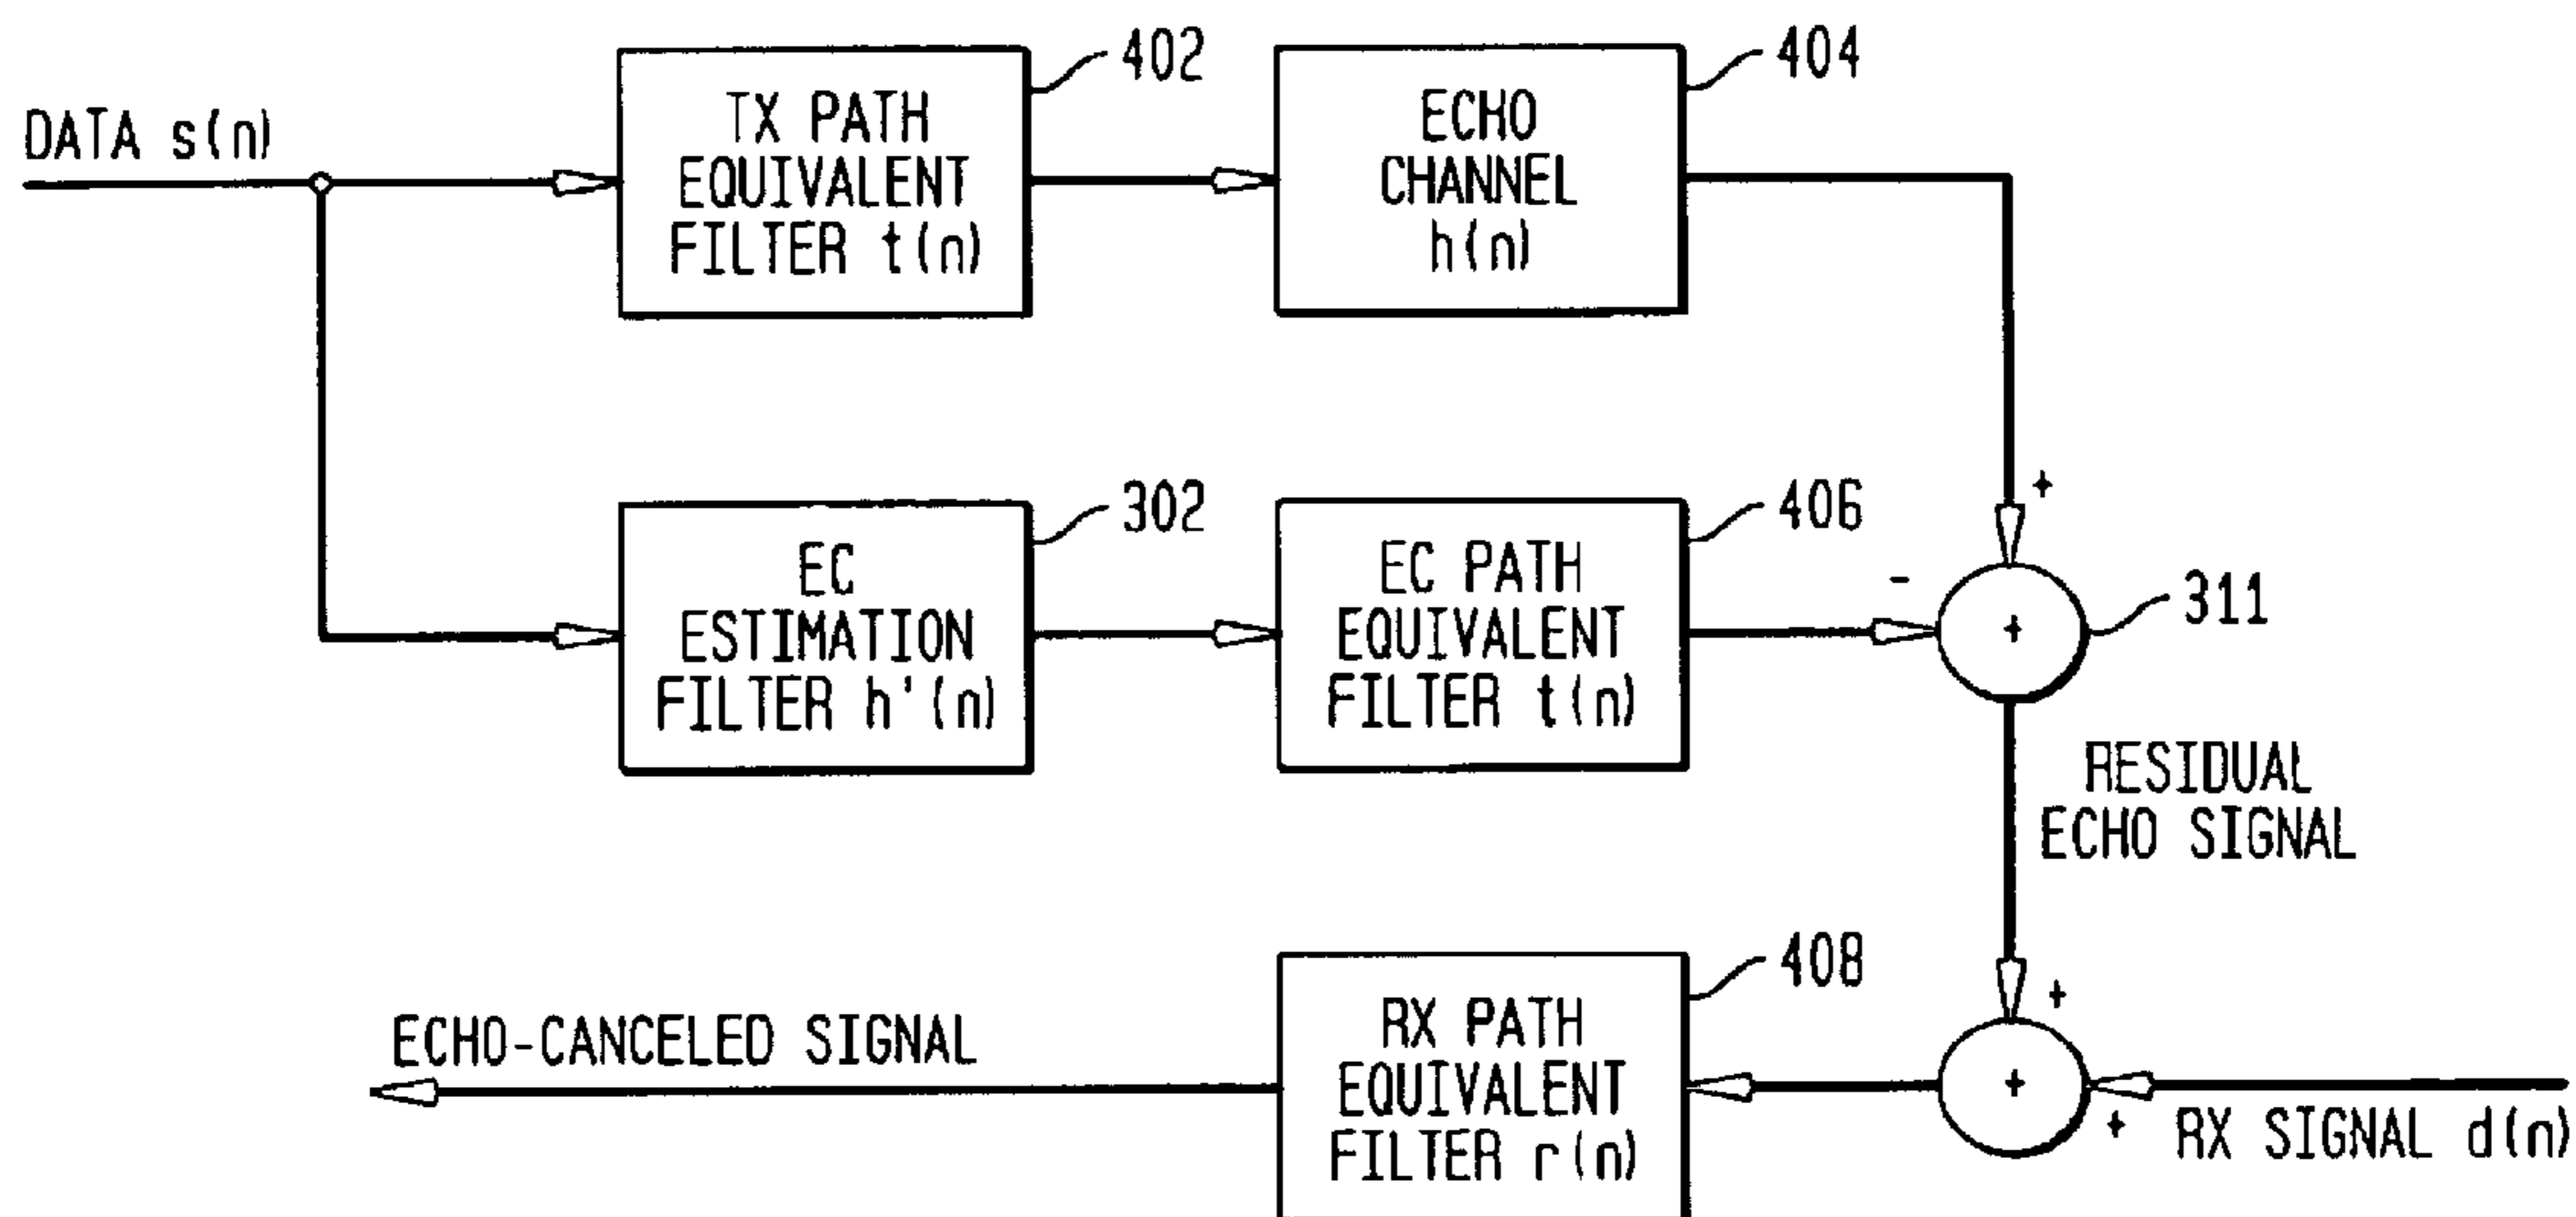 DATA s(n)
TX PATH
EQUIVALENT
FILTER t(n)
402
ECHO
CHANNEL
h(n)
404
EC
ESTIMATION
FILTER h'(n)
302
EC PATH
EQUIVALENT
FILTER t(n)
406
+
-
+
311
RESIDUAL
ECHO SIGNAL
ECHO-CANCELED SIGNAL
RX PATH
EQUIVALENT
FILTER r(n)
408
+
+
+
RX SIGNAL d(n)